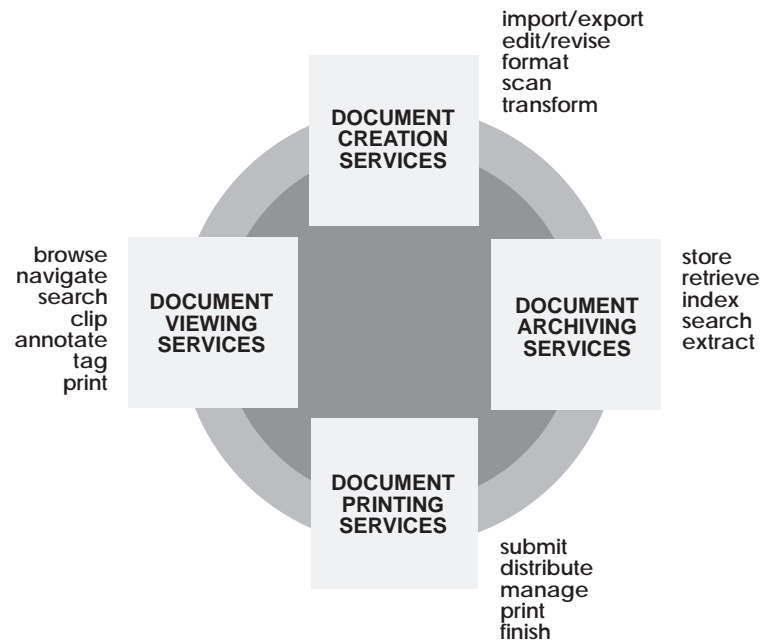 import/export
edit/revise
format
scan
transform
DOCUMENT
CREATION
SERVICES
browse
navigate
search
clip
annotate
tag
print
DOCUMENT
VIEWING
SERVICES
DOCUMENT
ARCHIVING
SERVICES
store
retrieve
index
search
extract
DOCUMENT
PRINTING
SERVICES
submit
distribute
manage
print
finish